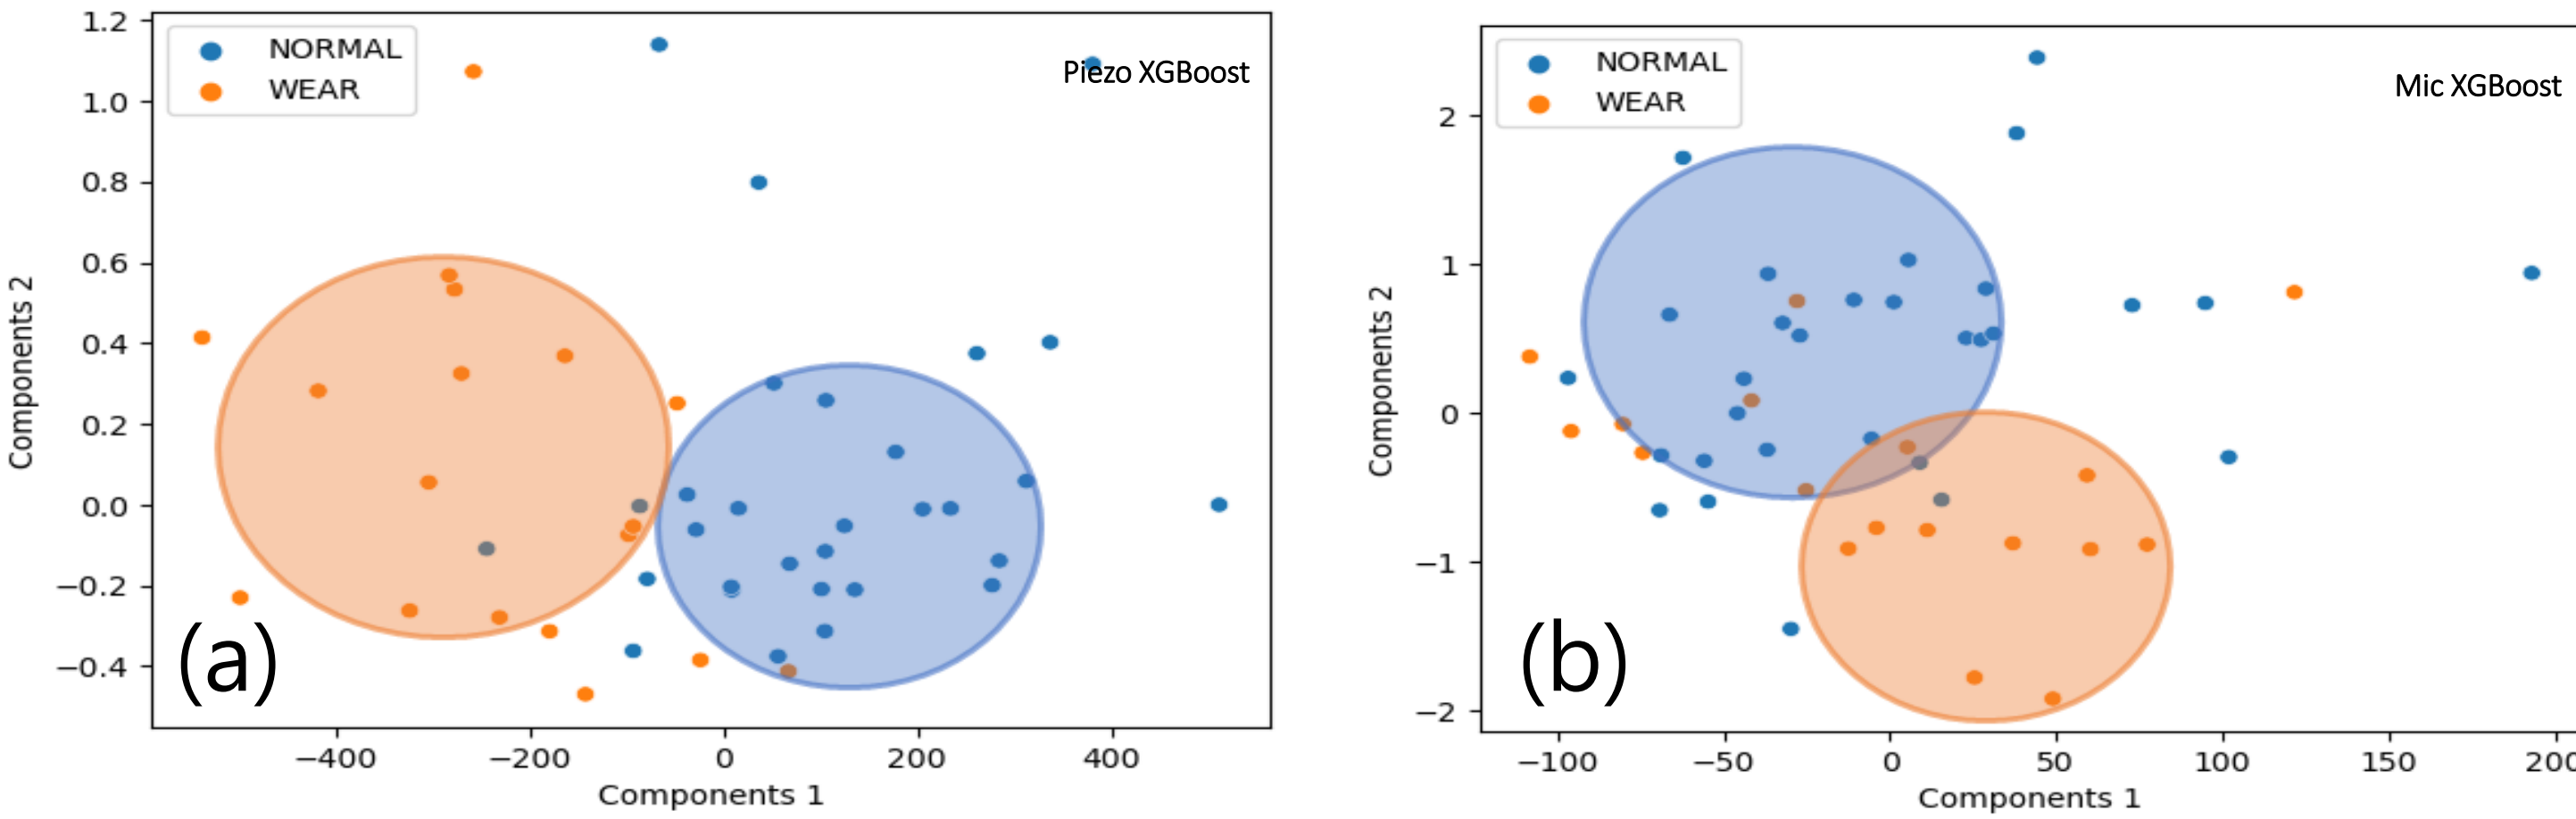 NORMAL
WEAR
Piezo XGBoost
1.2
1.0
0.8
0.6
0.4
0.2
0.0
−0.2
−0.4
Components 2
(a)
−400
−200
0
200
400
Components 1
NORMAL
WEAR
Mic XGBoost
2
1
0
−1
−2
Components 2
(b)
−100
−50
0
50
100
150
200
Components 1